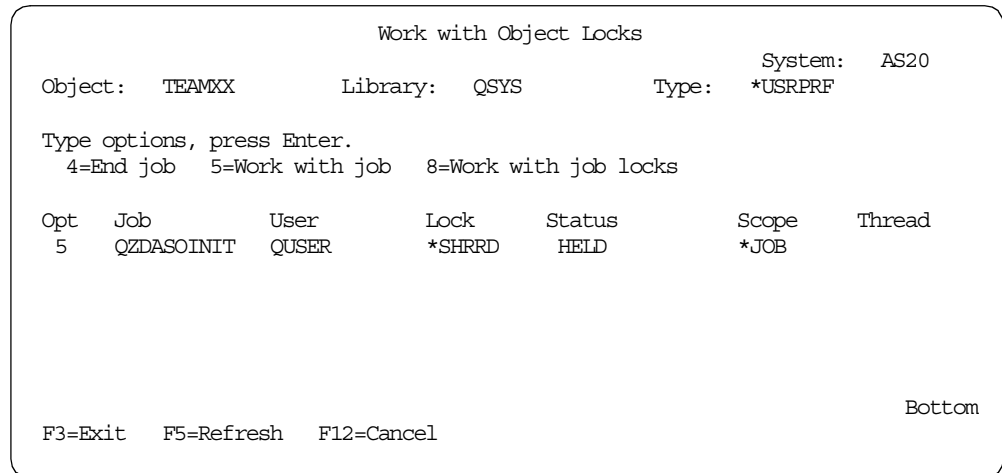 Work with Object Locks
System: AS20
Object: TEAMXX Library: QSYS Type: *USRPRF
Type options, press Enter.
4=End job 5=Work with job 8=Work with job locks
Opt Job User Lock Status Scope Thread
5 QZDASOINIT QUSER *SHRRD HELD *JOB
Bottom
F3=Exit F5=Refresh F12=Cancel